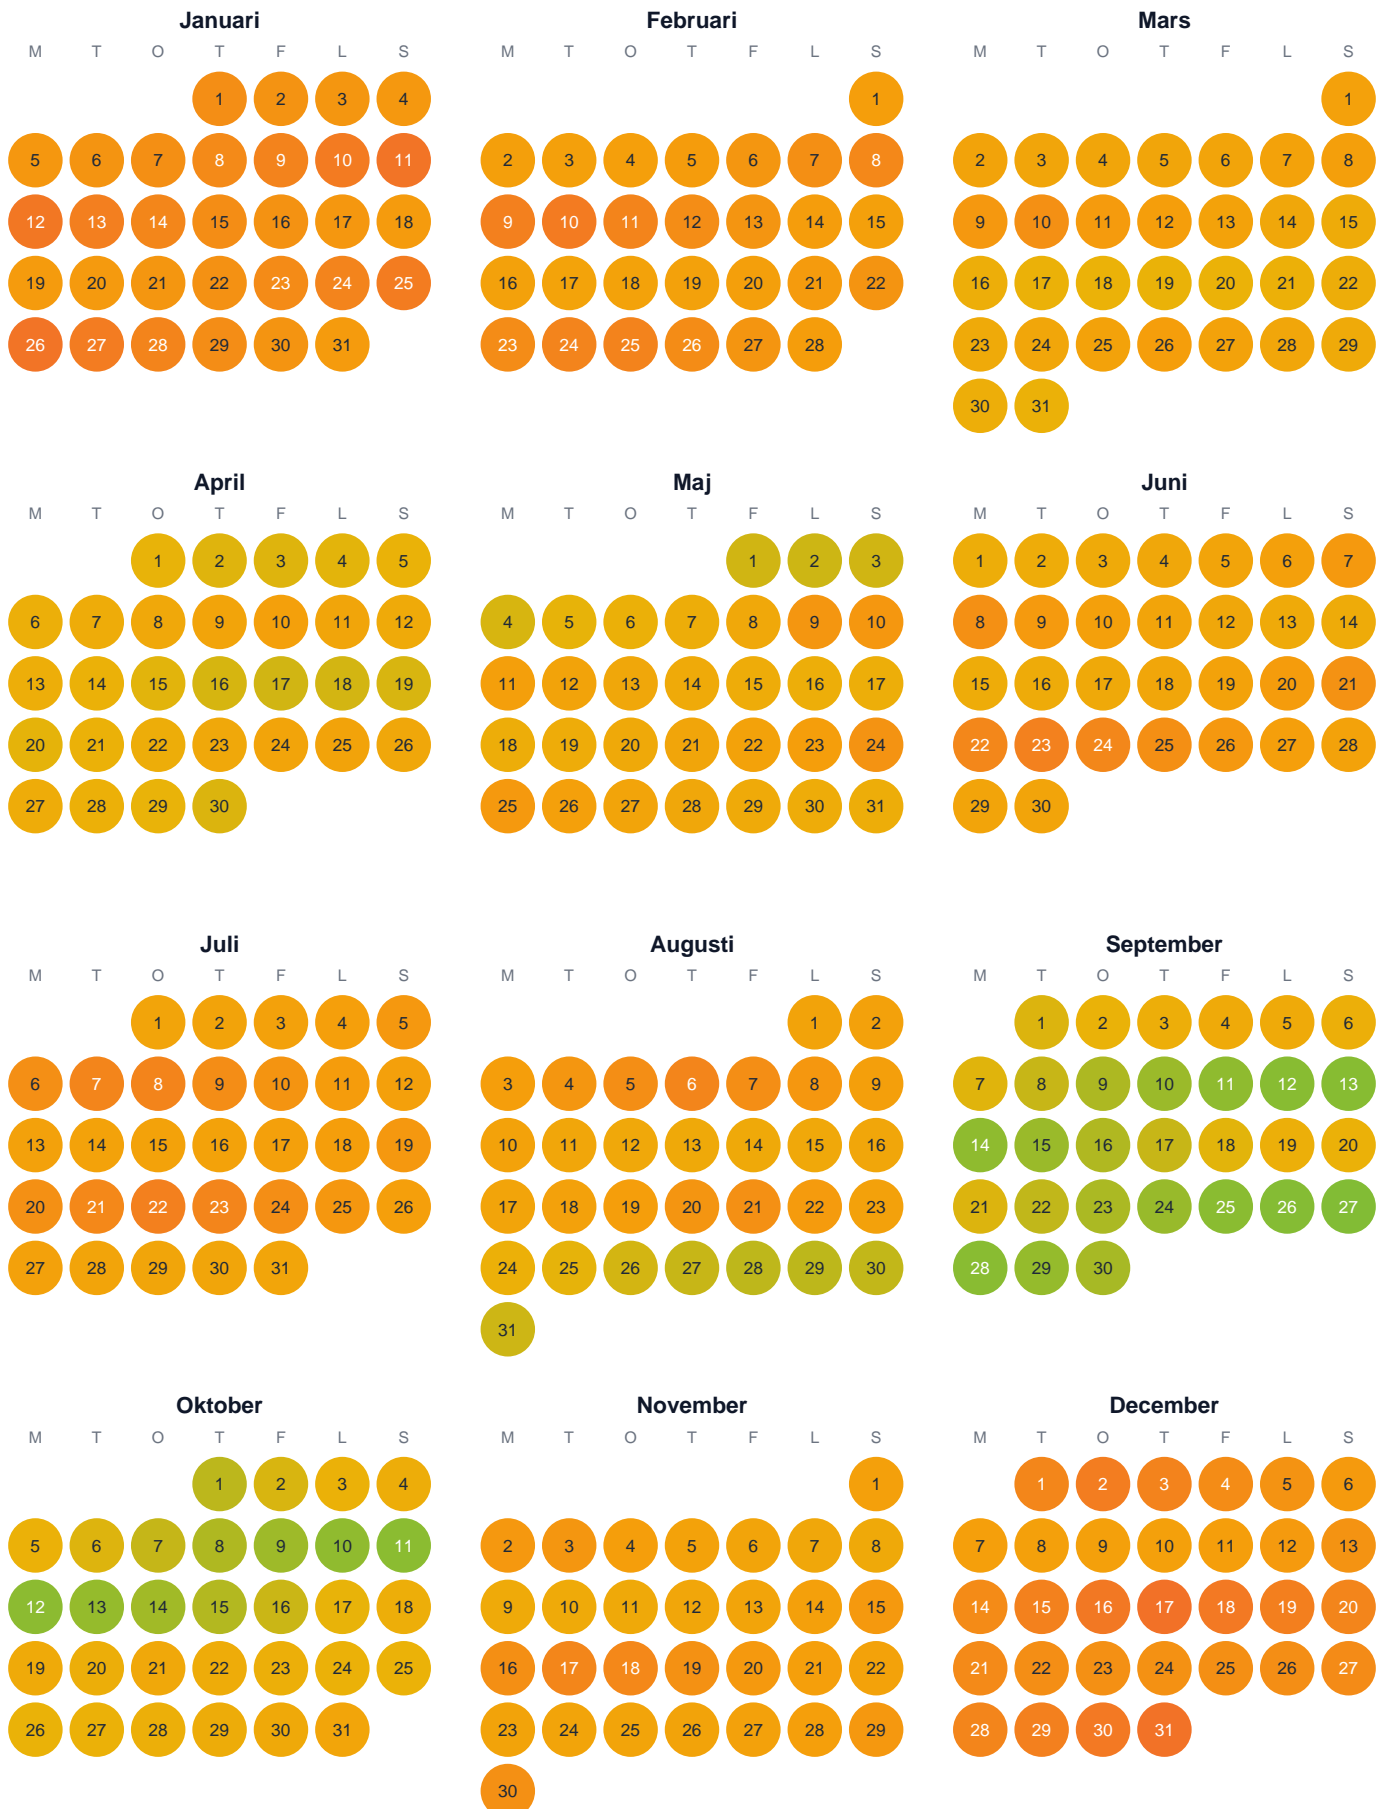 Januari
M T O T F L S
1 2 3 4
5 6 7 8 9 10 11
12 13 14 15 16 17 18
19 20 21 22 23 24 25
26 27 28 29 30 31
Februari
M T O T F L S
1
2 3 4 5 6 7 8
9 10 11 12 13 14 15
16 17 18 19 20 21 22
23 24 25 26 27 28
Mars
M T O T F L S
1
2 3 4 5 6 7 8
9 10 11 12 13 14 15
16 17 18 19 20 21 22
23 24 25 26 27 28 29
30 31
April
M T O T F L S
1 2 3 4 5
6 7 8 9 10 11 12
13 14 15 16 17 18 19
20 21 22 23 24 25 26
27 28 29 30
Maj
M T O T F L S
1 2 3
4 5 6 7 8 9 10
11 12 13 14 15 16 17
18 19 20 21 22 23 24
25 26 27 28 29 30 31
Juni
M T O T F L S
1 2 3 4 5 6 7
8 9 10 11 12 13 14
15 16 17 18 19 20 21
22 23 24 25 26 27 28
29 30
Juli
M T O T F L S
1 2 3 4 5
6 7 8 9 10 11 12
13 14 15 16 17 18 19
20 21 22 23 24 25 26
27 28 29 30 31
Augusti
M T O T F L S
1 2
3 4 5 6 7 8 9
10 11 12 13 14 15 16
17 18 19 20 21 22 23
24 25 26 27 28 29 30
31
September
M T O T F L S
1 2 3 4 5 6
7 8 9 10 11 12 13
14 15 16 17 18 19 20
21 22 23 24 25 26 27
28 29 30
Oktober
M T O T F L S
1 2 3 4
5 6 7 8 9 10 11
12 13 14 15 16 17 18
19 20 21 22 23 24 25
26 27 28 29 30 31
November
M T O T F L S
1
2 3 4 5 6 7 8
9 10 11 12 13 14 15
16 17 18 19 20 21 22
23 24 25 26 27 28 29
30
December
M T O T F L S
1 2 3 4 5 6
7 8 9 10 11 12 13
14 15 16 17 18 19 20
21 22 23 24 25 26 27
28 29 30 31